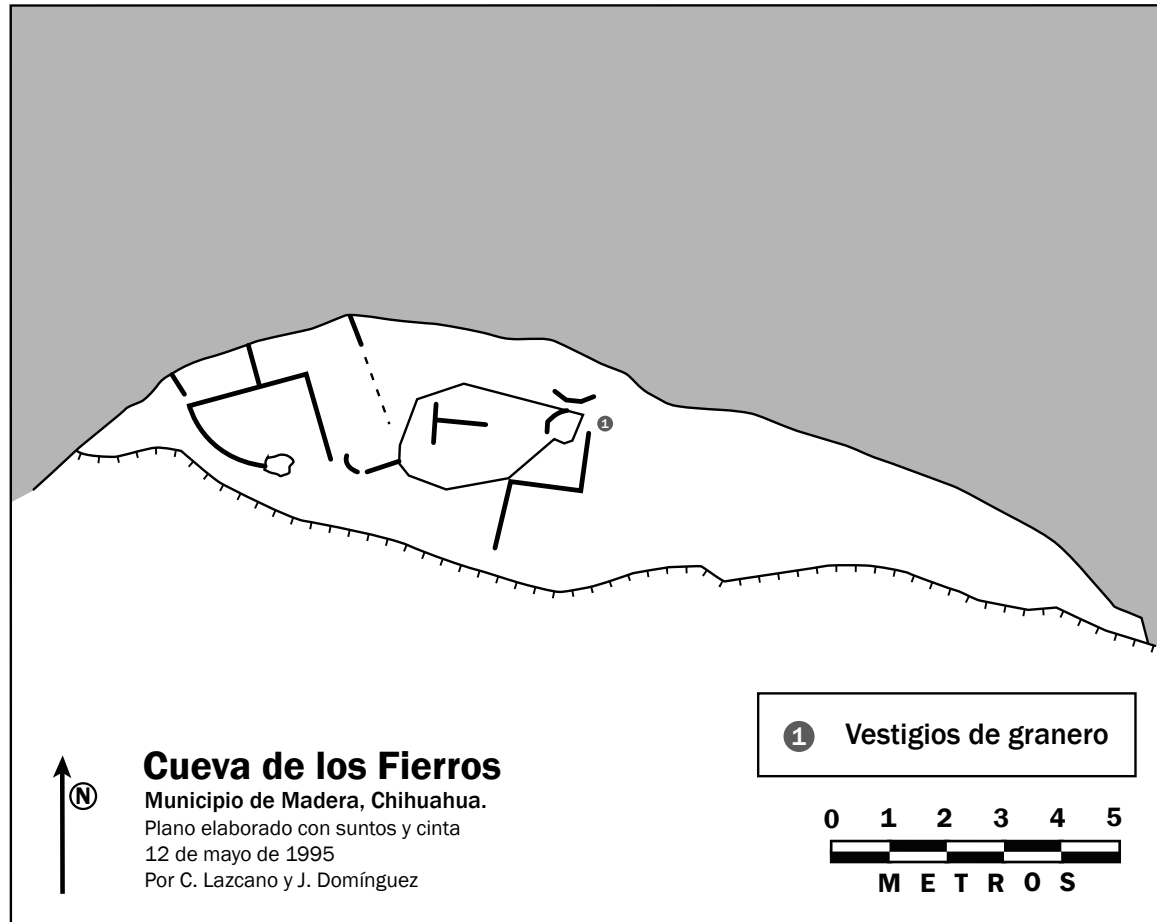 1
Cueva de los Fierros
Municipio de Madera, Chihuahua.
Plano elaborado con suntos y cinta
12 de mayo de 1995
Por C. Lazcano y J. Domínguez
N
1 Vestigios de granero
0 1 2 3 4 5
METROS